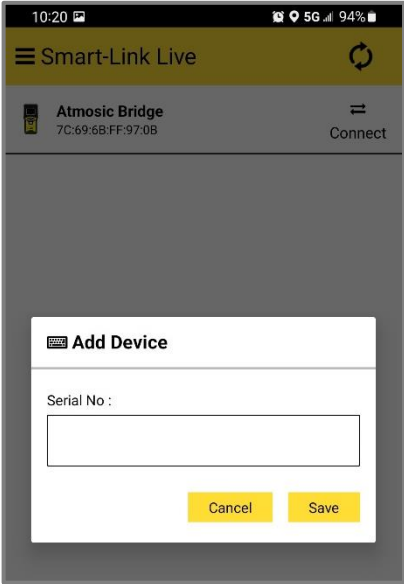 10:20 5G 94%
Smart-Link Live
Atmosic Bridge
7C:69:6B:FF:97:0B
Connect
Add Device
Serial No :
Cancel Save